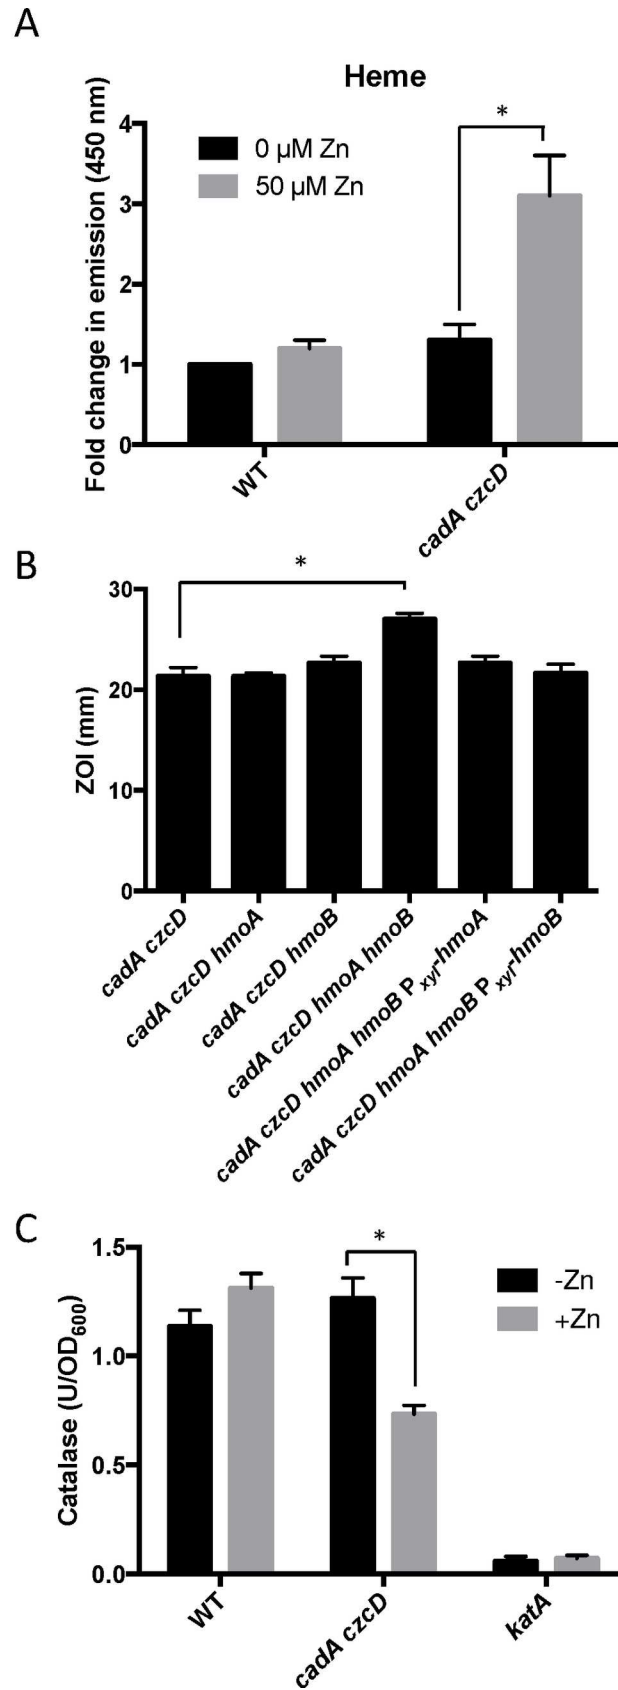 A
Heme
Fold change in emission (450 nm)
4
3
2
1
0
*
0 µM Zn
50 µM Zn
WT
cadA czcD
B
ZOI (mm)
30
20
10
0
*
cadA czcD
cadA czcD hmoA
cadA czcD hmoB
cadA czcD hmoA hmoB
cadA czcD hmoA hmoB Pxyl-hmoA
cadA czcD hmoA hmoB Pxyl-hmoB
C
Catalase (U/OD600)
1.5
1.0
0.5
0.0
*
-Zn
+Zn
WT
cadA czcD
katA